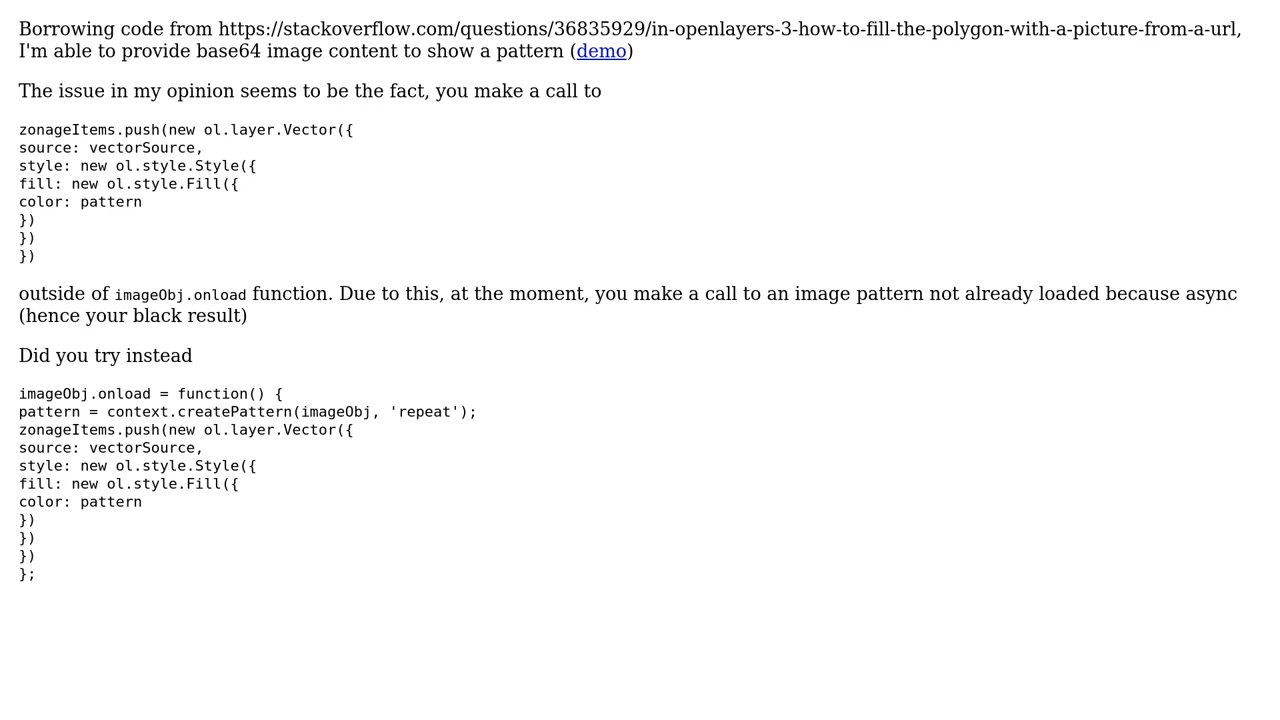 Borrowing code from https://stackoverflow.com/questions/36835929/in-openlayers-3-how-to-fill-the-polygon-with-a-picture-from-a-url,
I'm able to provide base64 image content to show a pattern (demo)
The issue in my opinion seems to be the fact, you make a call to
zonageItems.push(new ol.layer.Vector({
source: vectorSource,
style: new ol.style.Style({
fill: new ol.style.Fill({
color: pattern
})
})
})
outside of imageObj.onload function. Due to this, at the moment, you make a call to an image pattern not already loaded because async
(hence your black result)
Did you try instead
imageObj.onload = function() {
pattern = context.createPattern(imageObj, 'repeat');
zonageItems.push(new ol.layer.Vector({
source: vectorSource,
style: new ol.style.Style({
fill: new ol.style.Fill({
color: pattern
})
})
})
};